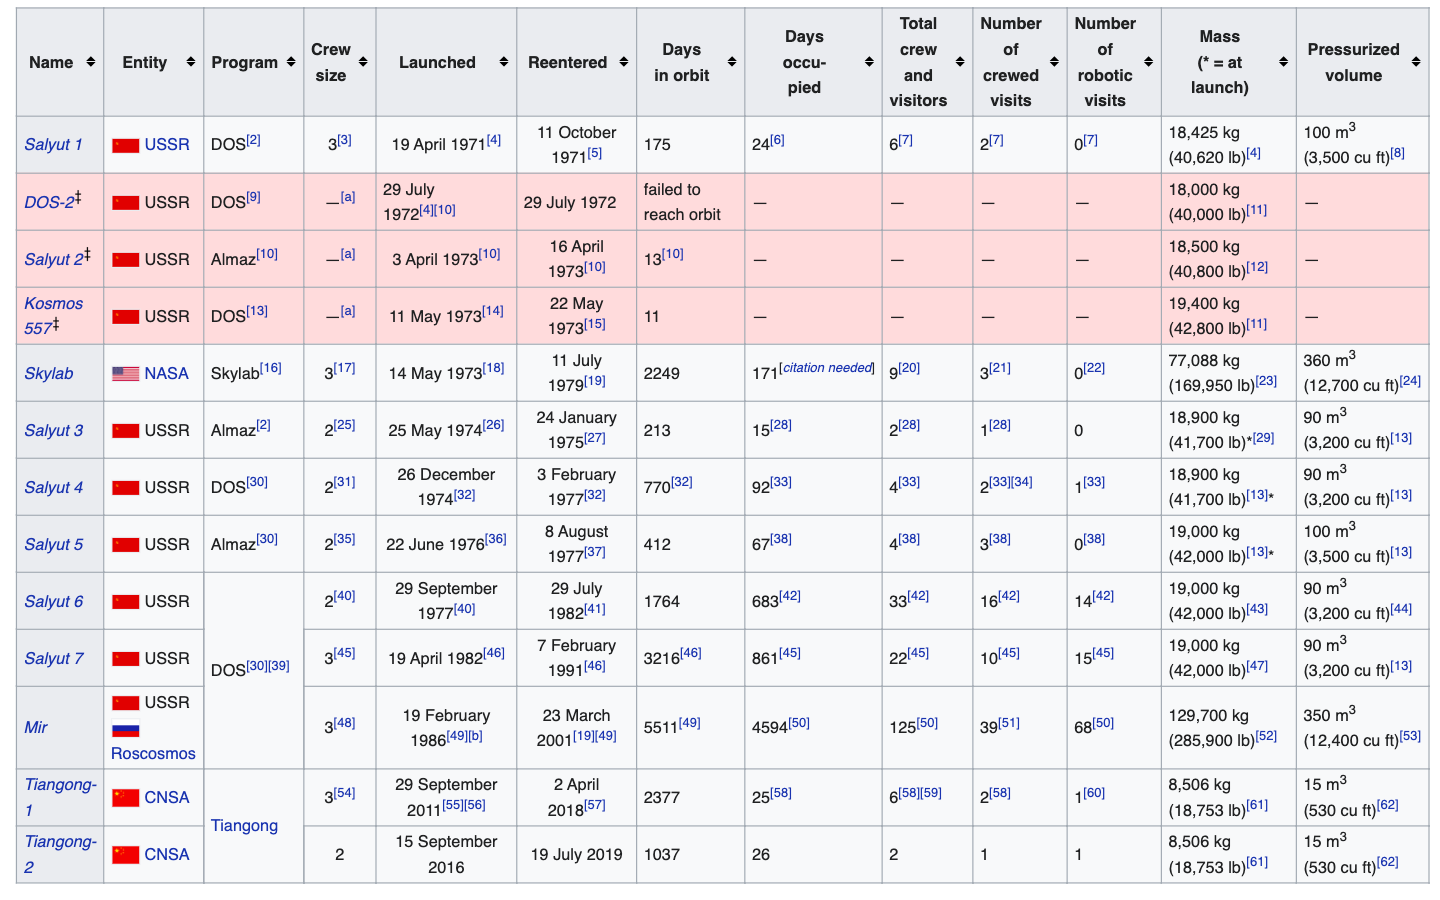 Name Entity Program Crew size Launched Reentered Days in orbit Days occu-pied Total crew and visitors Number of crewed visits Number of robotic visits Mass (* = at launch) Pressurized volume
Salyut 1 USSR DOS[2] 3[3] 19 April 1971[4] 11 October 1971[5] 175 24[6] 6[7] 2[7] 0[7] 18,425 kg (40,620 lb)[4] 100 m3 (3,500 cu ft)[8]
DOS-2‡ USSR DOS[9] —[a] 29 July 1972[4][10] 29 July 1972 failed to reach orbit — — — — 18,000 kg (40,000 lb)[11] —
Salyut 2‡ USSR Almaz[10] —[a] 3 April 1973[10] 16 April 1973[10] 13[10] — — — — 18,500 kg (40,800 lb)[12] —
Kosmos 557‡ USSR DOS[13] —[a] 11 May 1973[14] 22 May 1973[15] 11 — — — — 19,400 kg (42,800 lb)[11] —
Skylab NASA Skylab[16] 3[17] 14 May 1973[18] 11 July 1979[19] 2249 171[citation needed] 9[20] 3[21] 0[22] 77,088 kg (169,950 lb)[23] 360 m3 (12,700 cu ft)[24]
Salyut 3 USSR Almaz[2] 2[25] 25 May 1974[26] 24 January 1975[27] 213 15[28] 2[28] 1[28] 0 18,900 kg (41,700 lb)*[29] 90 m3 (3,200 cu ft)[13]
Salyut 4 USSR DOS[30] 2[31] 26 December 1974[32] 3 February 1977[32] 770[32] 92[33] 4[33] 2[33][34] 1[33] 18,900 kg (41,700 lb)[13]* 90 m3 (3,200 cu ft)[13]
Salyut 5 USSR Almaz[30] 2[35] 22 June 1976[36] 8 August 1977[37] 412 67[38] 4[38] 3[38] 0[38] 19,000 kg (42,000 lb)[13]* 100 m3 (3,500 cu ft)[13]
Salyut 6 USSR DOS[30][39] 2[40] 29 September 1977[40] 29 July 1982[41] 1764 683[42] 33[42] 16[42] 14[42] 19,000 kg (42,000 lb)[43] 90 m3 (3,200 cu ft)[44]
Salyut 7 USSR 3[45] 19 April 1982[46] 7 February 1991[46] 3216[46] 861[45] 22[45] 10[45] 15[45] 19,000 kg (42,000 lb)[47] 90 m3 (3,200 cu ft)[13]
Mir USSR Roscosmos 3[48] 19 February 1986[49][b] 23 March 2001[19][49] 5511[49] 4594[50] 125[50] 39[51] 68[50] 129,700 kg (285,900 lb)[52] 350 m3 (12,400 cu ft)[53]
Tiangong-1 CNSA Tiangong 3[54] 29 September 2011[55][56] 2 April 2018[57] 2377 25[58] 6[58][59] 2[58] 1[60] 8,506 kg (18,753 lb)[61] 15 m3 (530 cu ft)[62]
Tiangong-2 CNSA 2 15 September 2016 19 July 2019 1037 26 2 1 1 8,506 kg (18,753 lb)[61] 15 m3 (530 cu ft)[62]